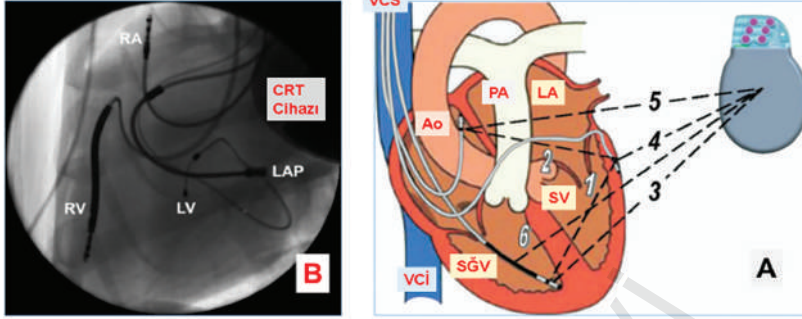 RA
CRT
Cihazı
LAP
LV
RV
B
VCS
PA
LA
Ao
5
4
3
2
1
SV
6
SĞV
VCİ
A